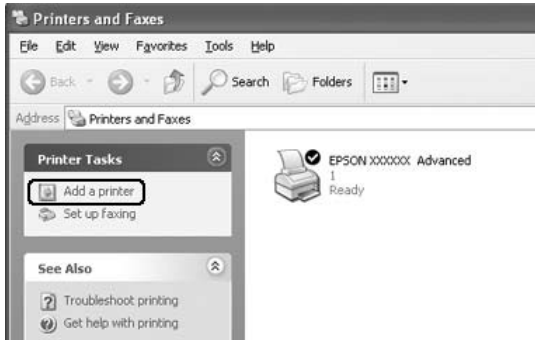 Printers and Faxes
File Edit View Favorites Tools Help
Back Search Folders
Address Printers and Faxes
Printer Tasks
Add a printer
Set up faxing
See Also
Troubleshoot printing
Get help with printing
EPSON XXXXXX Advanced
1
Ready